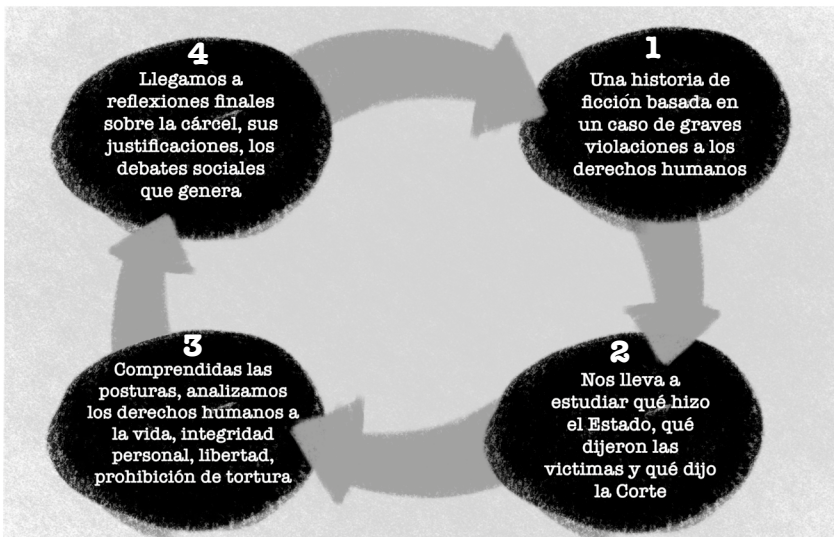 1
Una historia de
ficción basada en
un caso de graves
violaciones a los
derechos humanos
2
Nos lleva a
estudiar qué hizo
el Estado, qué
dijeron las
victimas y qué dijo
la Corte
3
Comprendidas las
posturas, analizamos
los derechos humanos a
la vida, integridad
personal, libertad,
prohibición de tortura
4
Llegamos a
reflexiones finales
sobre la cárcel, sus
justificaciones, los
debates sociales
que genera